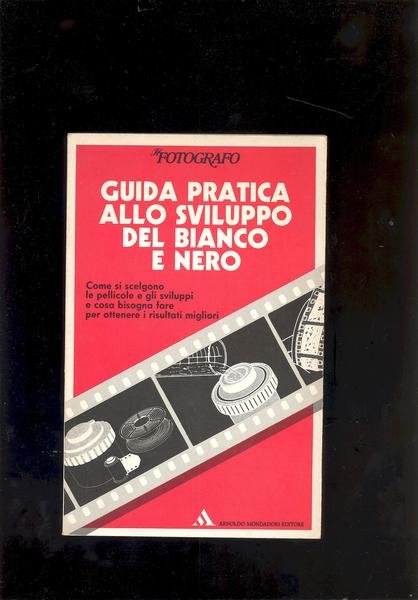 Il FOTOGRAFO
GUIDA PRATICA
ALLO SVILUPPO
DEL BIANCO
E NERO
Come si scelgono
le pellicole e gli sviluppi
e cosa bisogna fare
per ottenere i risultati migliori
ARNOLDO MONDADORI EDITORE